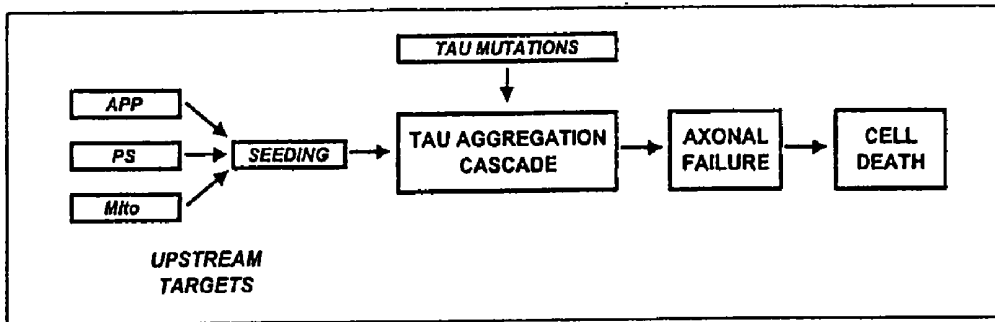 TAU MUTATIONS
APP
PS
Mito
SEEDING
TAU AGGREGATION
CASCADE
AXONAL
FAILURE
CELL
DEATH
UPSTREAM
TARGETS